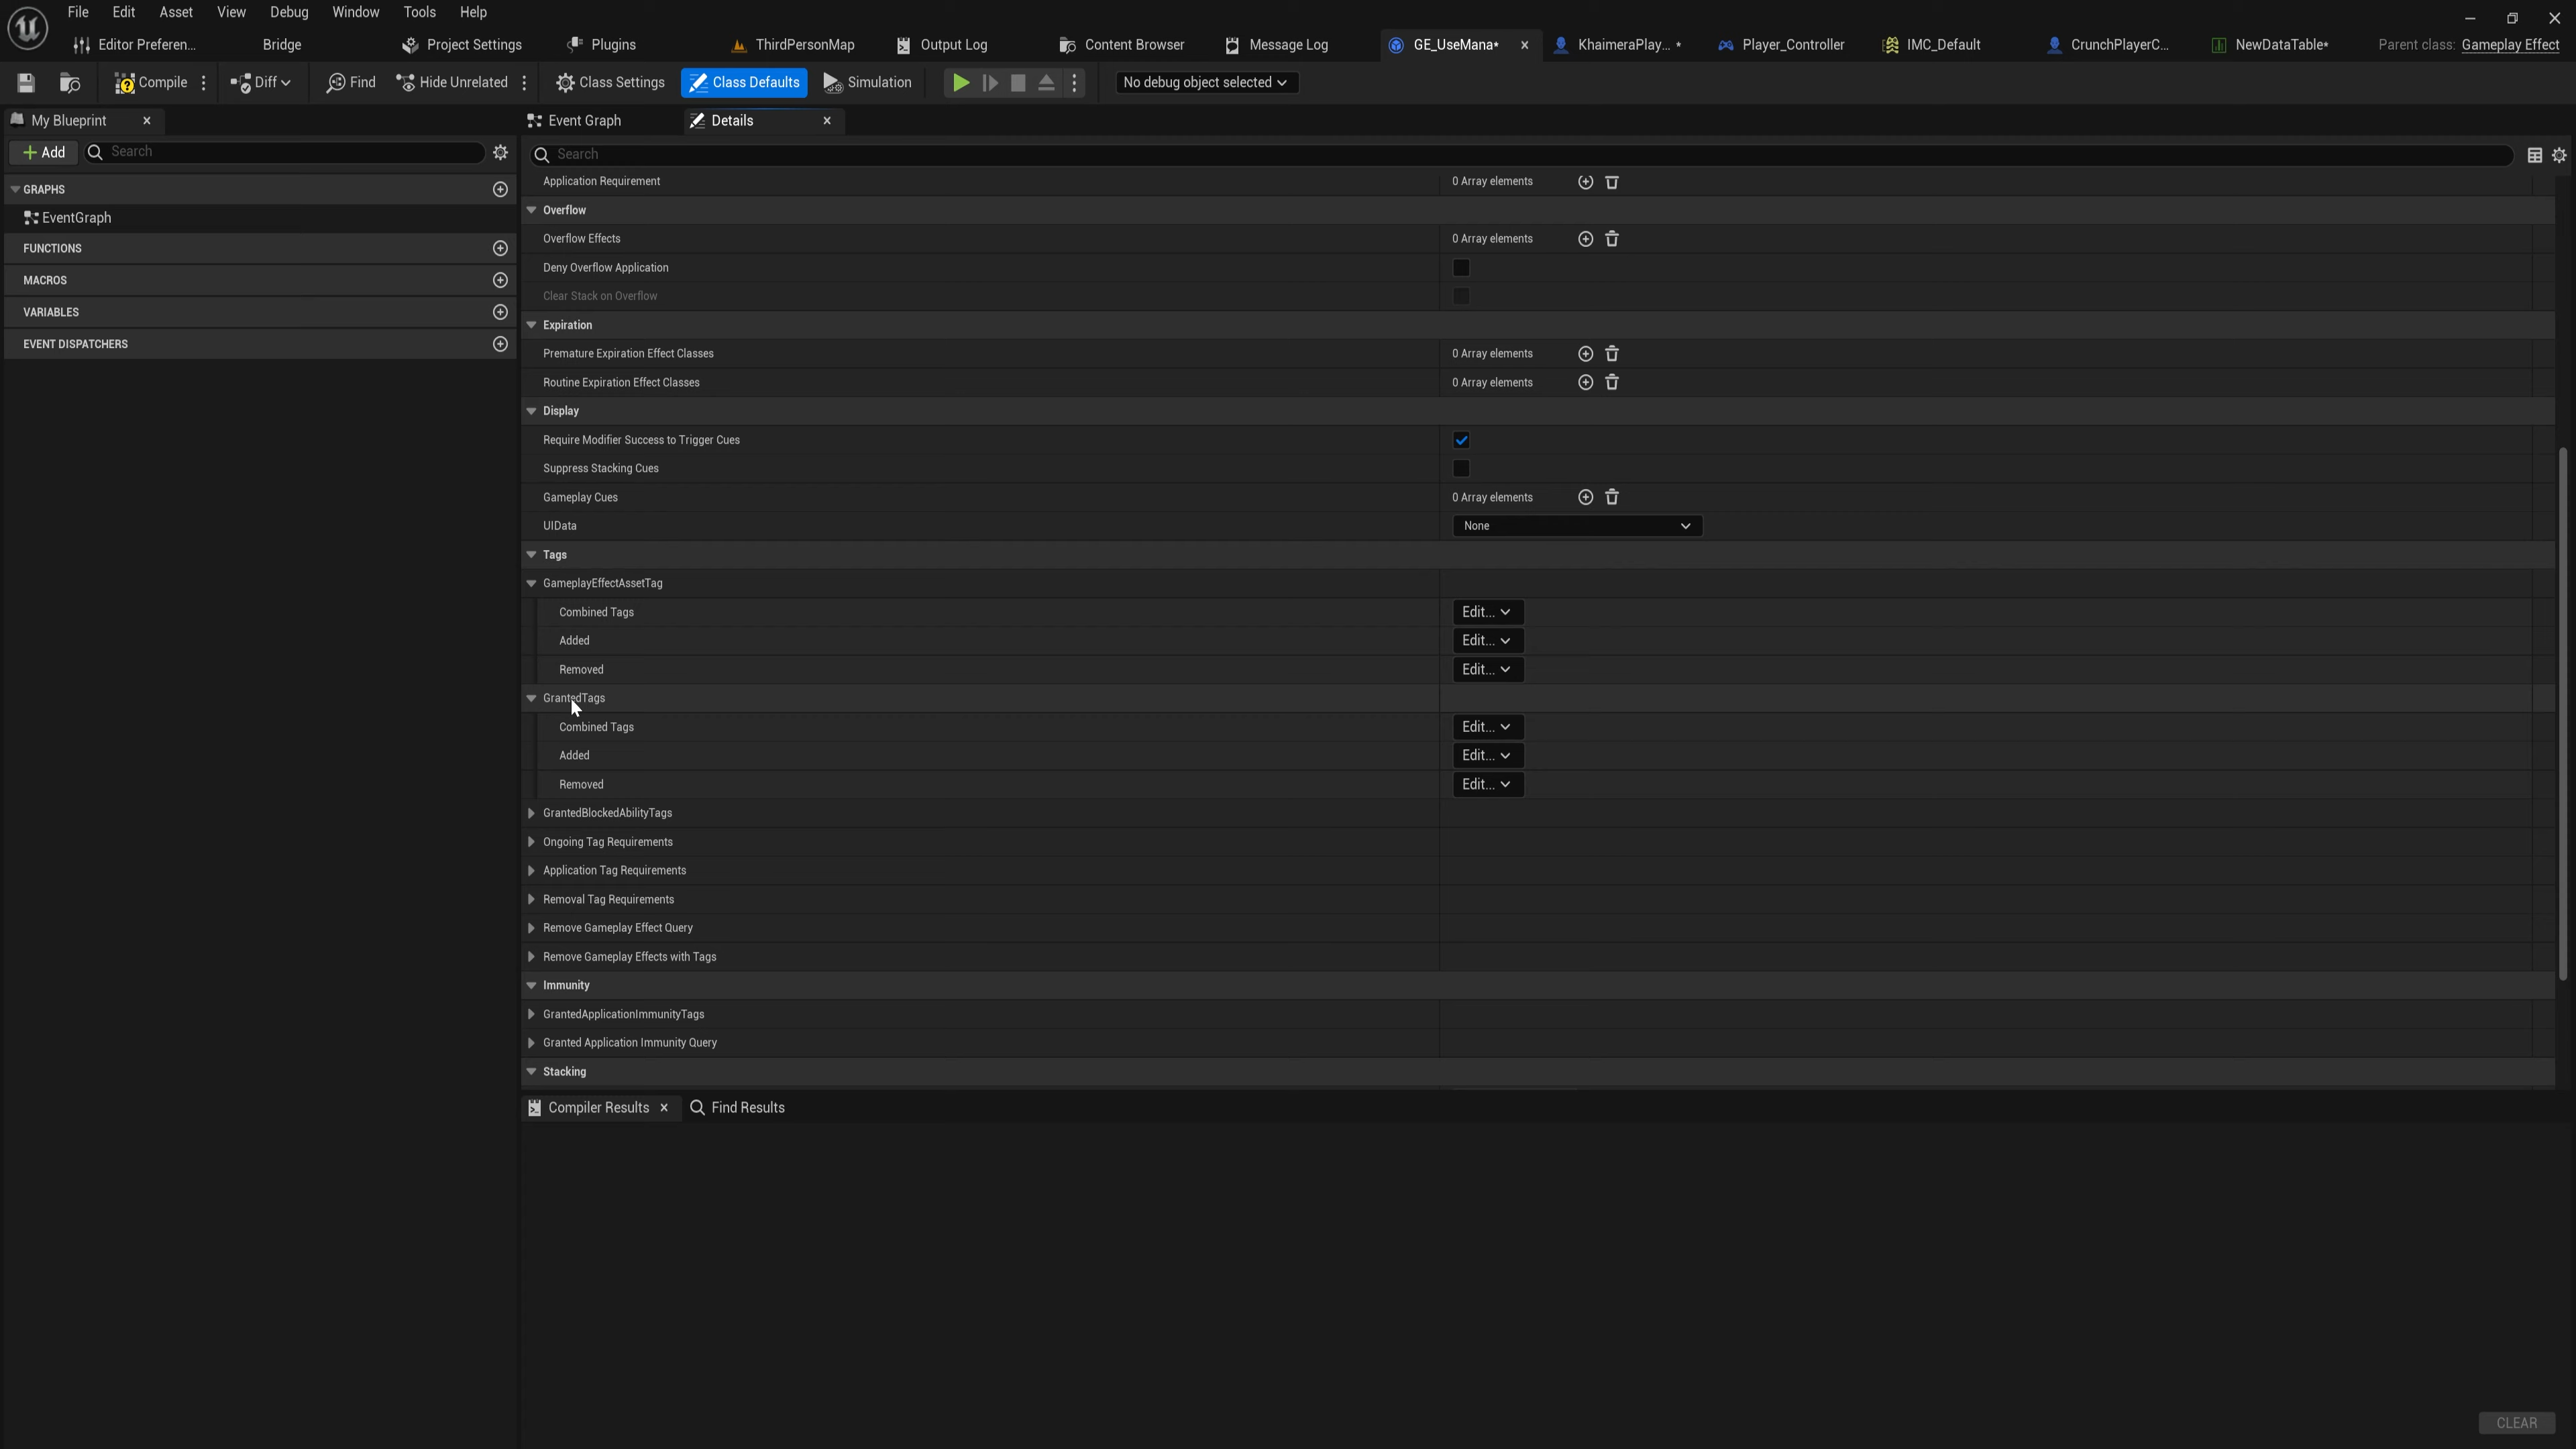 File Edit Asset View Debug Window Tools Help
Editor Preferen... Bridge Project Settings Plugins ThirdPersonMap Output Log Content Browser Message Log GE_UseMana* KhaimeraPlay... * Player_Controller IMC_Default CrunchPlayerC... NewDataTable* Parent class: Gameplay Effect
Compile Diff Find Hide Unrelated Class Settings Class Defaults Simulation No debug object selected
My Blueprint
Event Graph Details
Add Search
Search
GRAPHS
EventGraph
FUNCTIONS
MACROS
VARIABLES
EVENT DISPATCHERS
Application Requirement 0 Array elements
Overflow
Overflow Effects 0 Array elements
Deny Overflow Application
Clear Stack on Overflow
Expiration
Premature Expiration Effect Classes 0 Array elements
Routine Expiration Effect Classes 0 Array elements
Display
Require Modifier Success to Trigger Cues
Suppress Stacking Cues
Gameplay Cues 0 Array elements
UIData None
Tags
GameplayEffectAssetTag
Combined Tags Edit...
Added Edit...
Removed Edit...
GrantedTags
Combined Tags Edit...
Added Edit...
Removed Edit...
GrantedBlockedAbilityTags
Ongoing Tag Requirements
Application Tag Requirements
Removal Tag Requirements
Remove Gameplay Effect Query
Remove Gameplay Effects with Tags
Immunity
GrantedApplicationImmunityTags
Granted Application Immunity Query
Stacking
Compiler Results Find Results
CLEAR